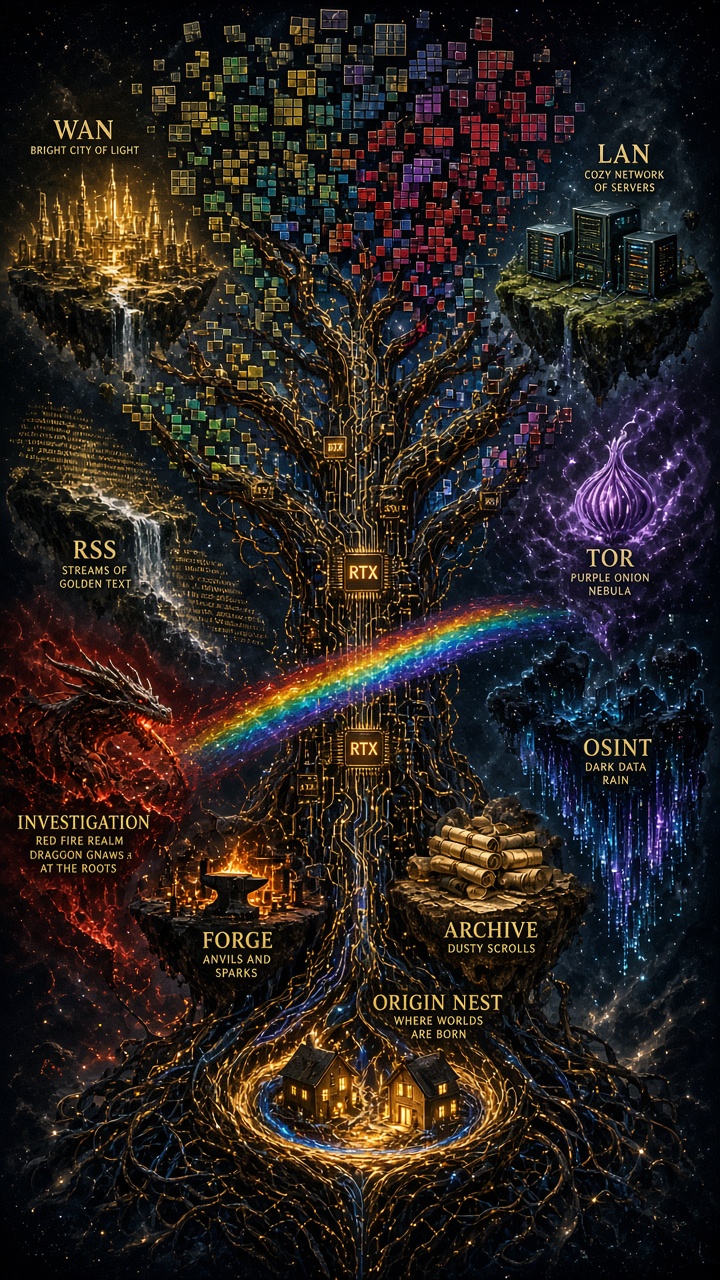 WAN
BRIGHT CITY OF LIGHT
LAN
COZY NETWORK
OF SERVERS
RSS
STREAMS OF
GOLDEN TEXT
RTX
TOR
PURPLE ONION
NEBULA
RTX
OSINT
DARK DATA
RAIN
INVESTIGATION
RED FIRE REALM
DRAGGON GNAWS
AT THE ROOTS
FORGE
ANVILS AND
SPARKS
ARCHIVE
DUSTY SCROLLS
ORIGIN NEST
WHERE WORLDS
ARE BORN